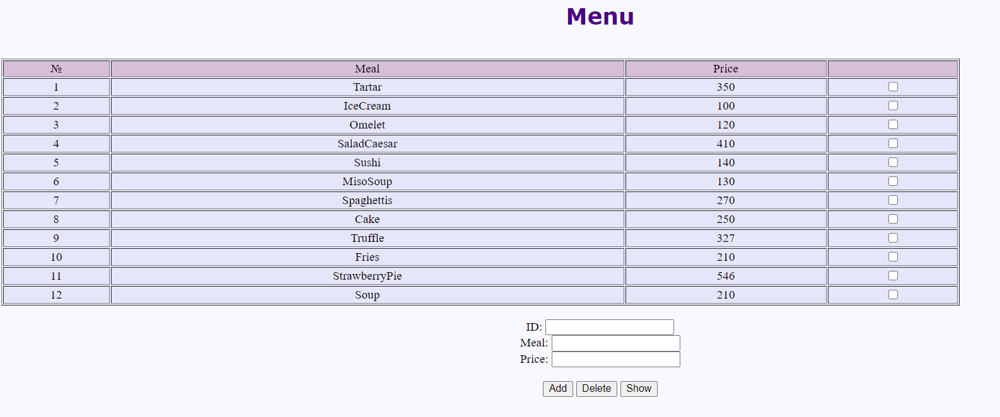 Menu
№ Meal Price
1 Tartar 350
2 IceCream 100
3 Omelet 120
4 SaladCaesar 410
5 Sushi 140
6 MisoSoup 130
7 Spaghettis 270
8 Cake 250
9 Truffle 327
10 Fries 210
11 StrawberryPie 546
12 Soup 210
ID:
Meal:
Price:
Add Delete Show